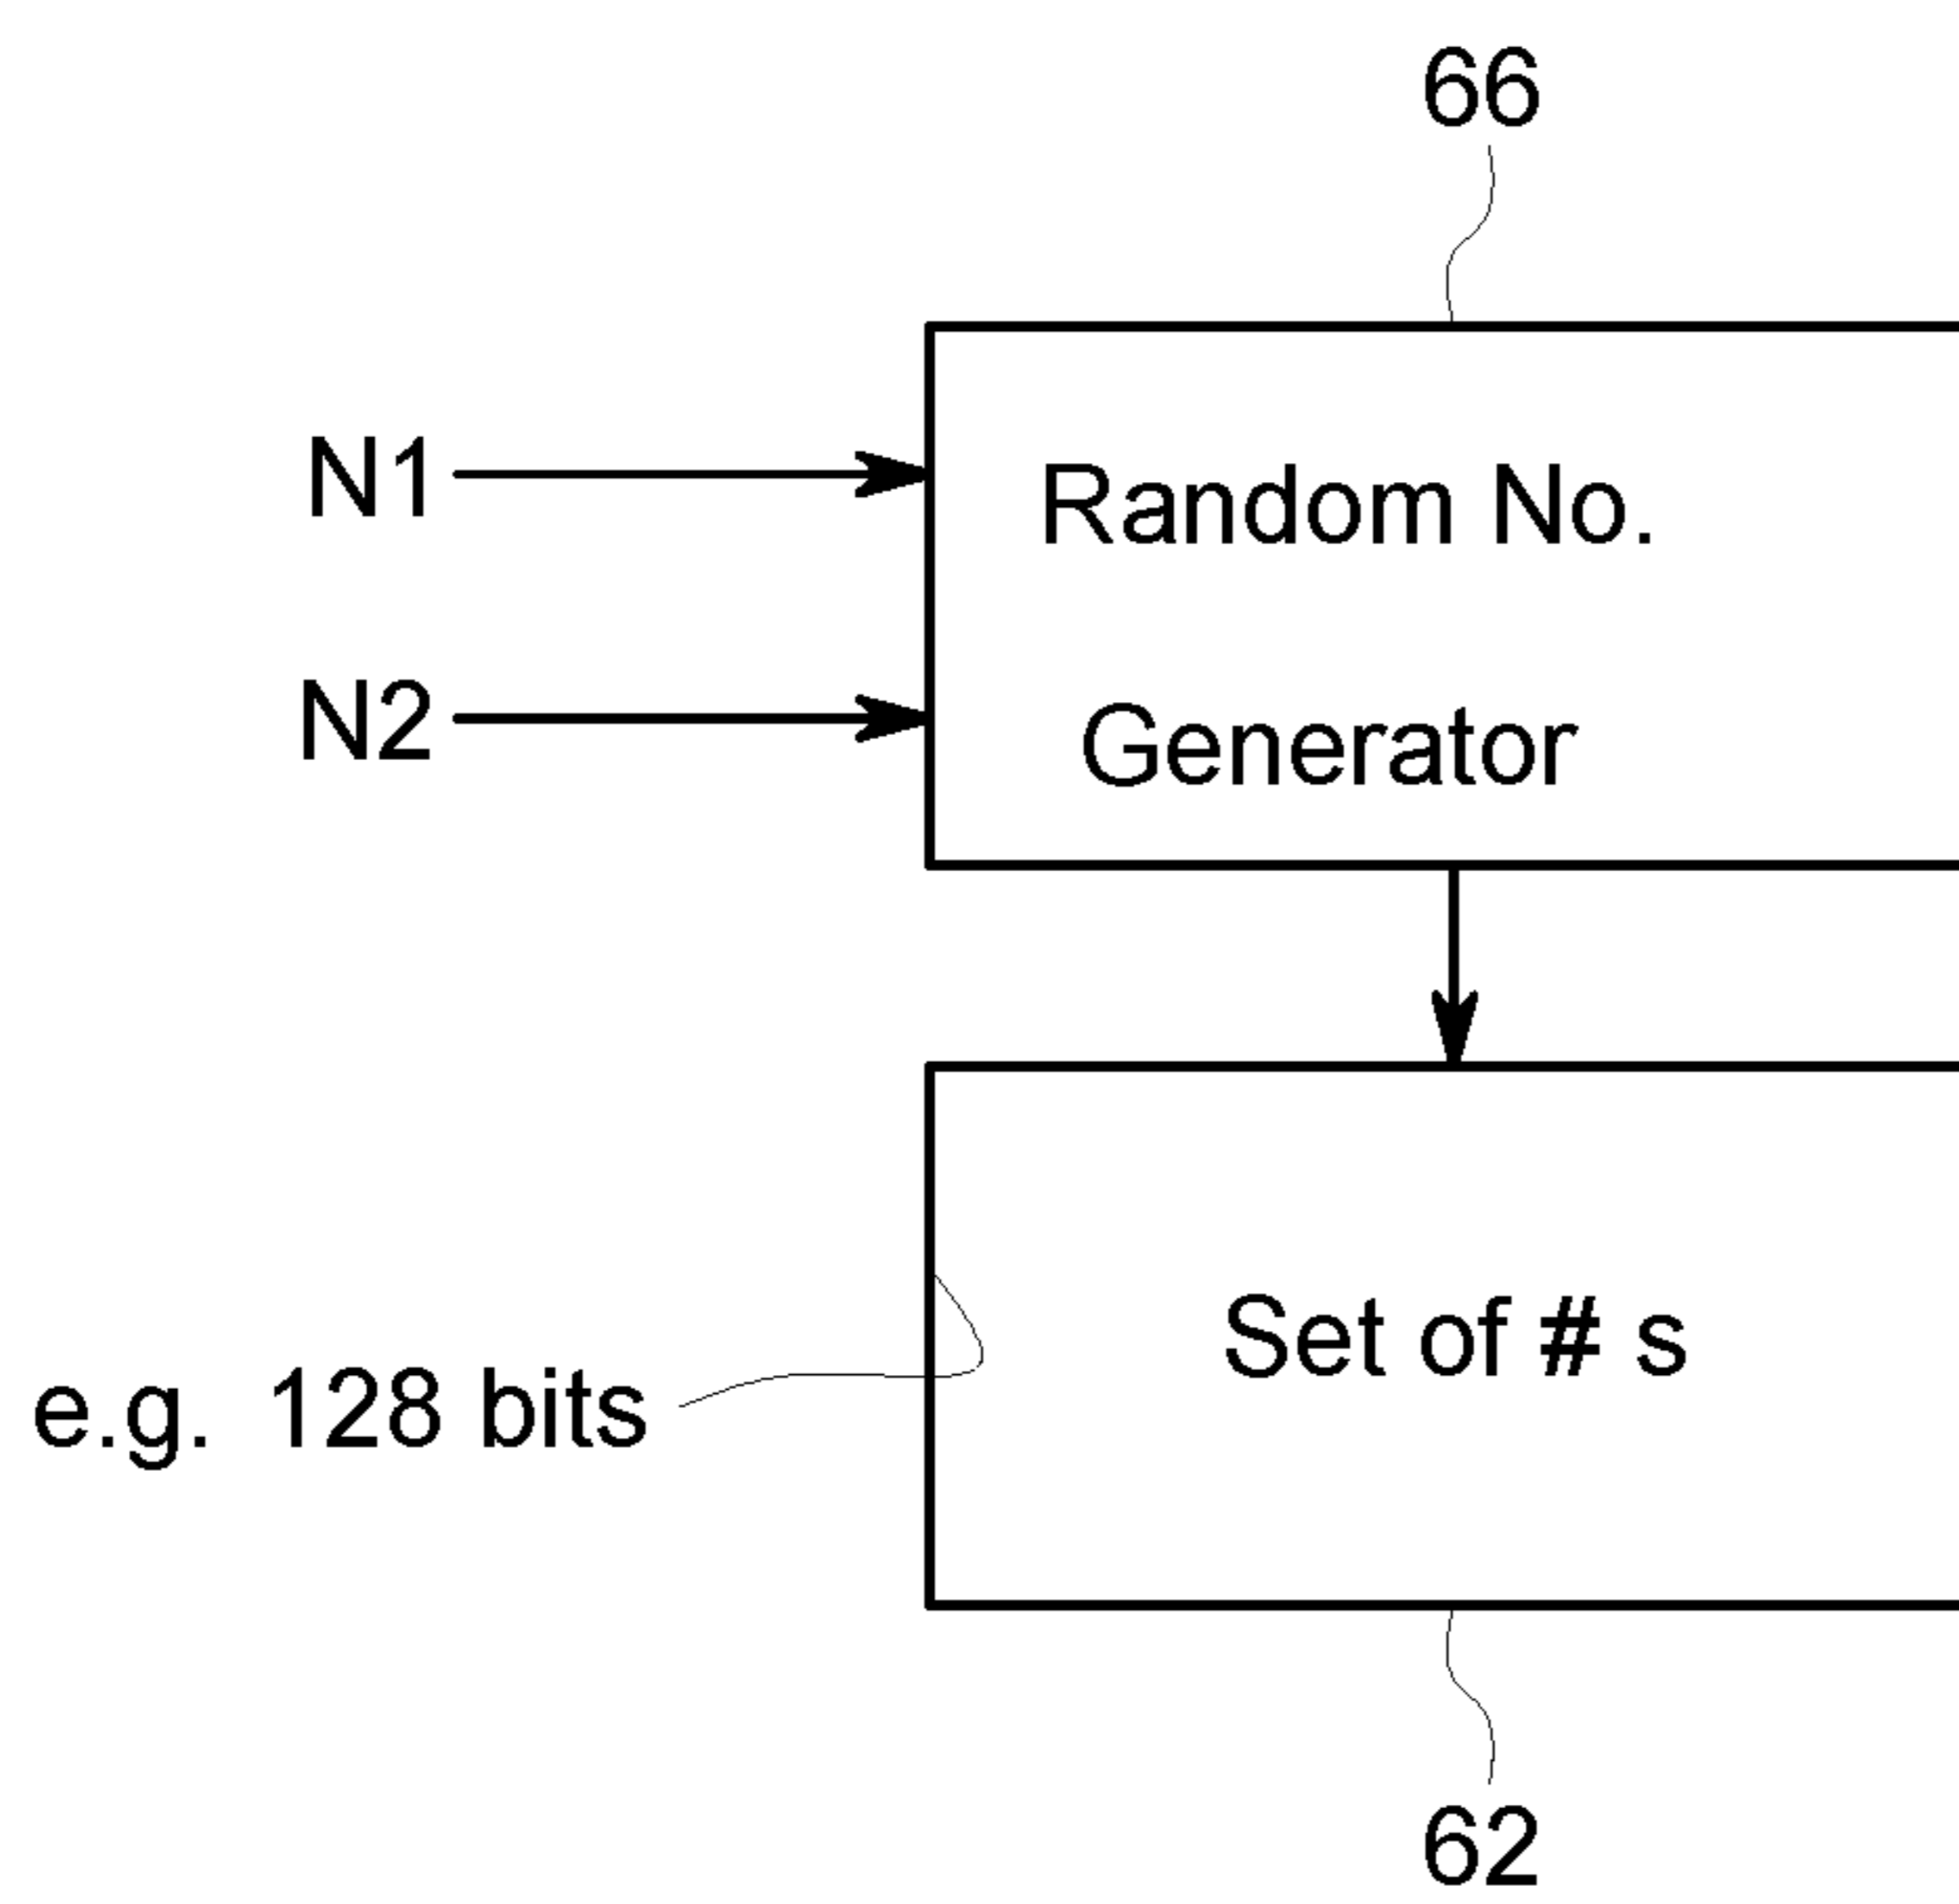 66
N1
Random No.
N2
Generator
Set of # s
e.g. 128 bits
62